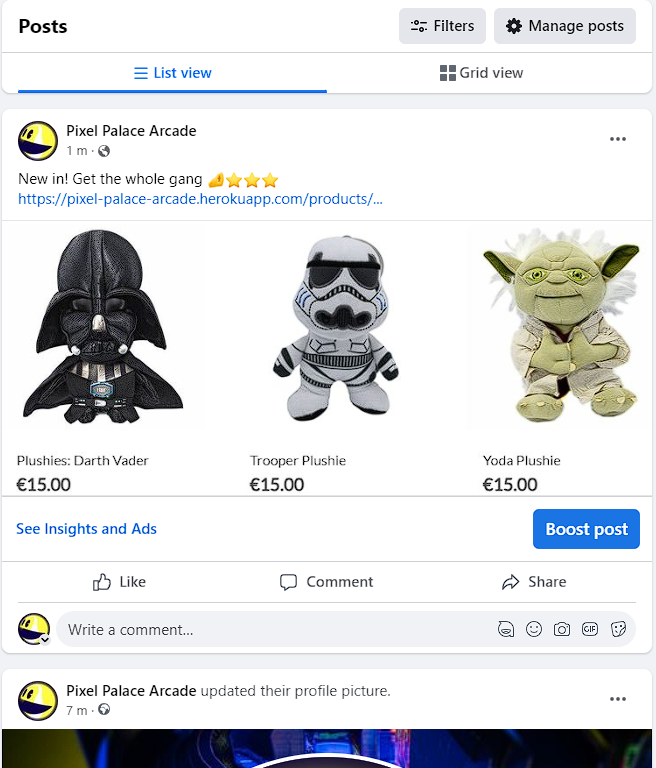 Posts
Filters
Manage posts
List view
Grid view
Pixel Palace Arcade
1 m ·
New in! Get the whole gang 🤌⭐⭐⭐
https://pixel-palace-arcade.herokuapp.com/products/...
Plushies: Darth Vader
Trooper Plushie
Yoda Plushie
€15.00
€15.00
€15.00
See Insights and Ads
Boost post
Like
Comment
Share
Write a comment...
GIF
Pixel Palace Arcade updated their profile picture.
7 m ·